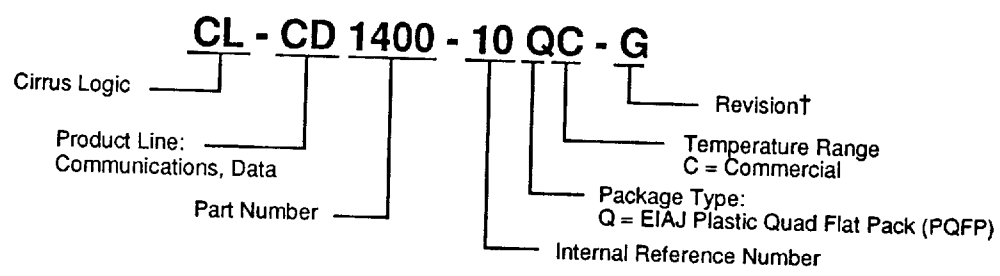 CL - CD 1400 - 10 QC - G
Cirrus Logic
Revision†
Product Line:
Communications, Data
Temperature Range
C = Commercial
Part Number
Package Type:
Q = EIAJ Plastic Quad Flat Pack (PQFP)
Internal Reference Number